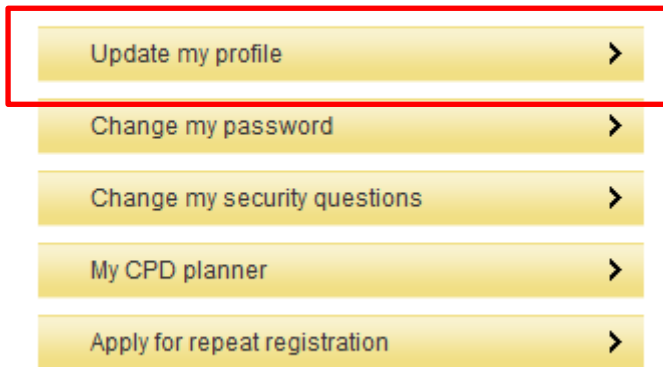 Update my profile
Change my password
Change my security questions
My CPD planner
Apply for repeat registration